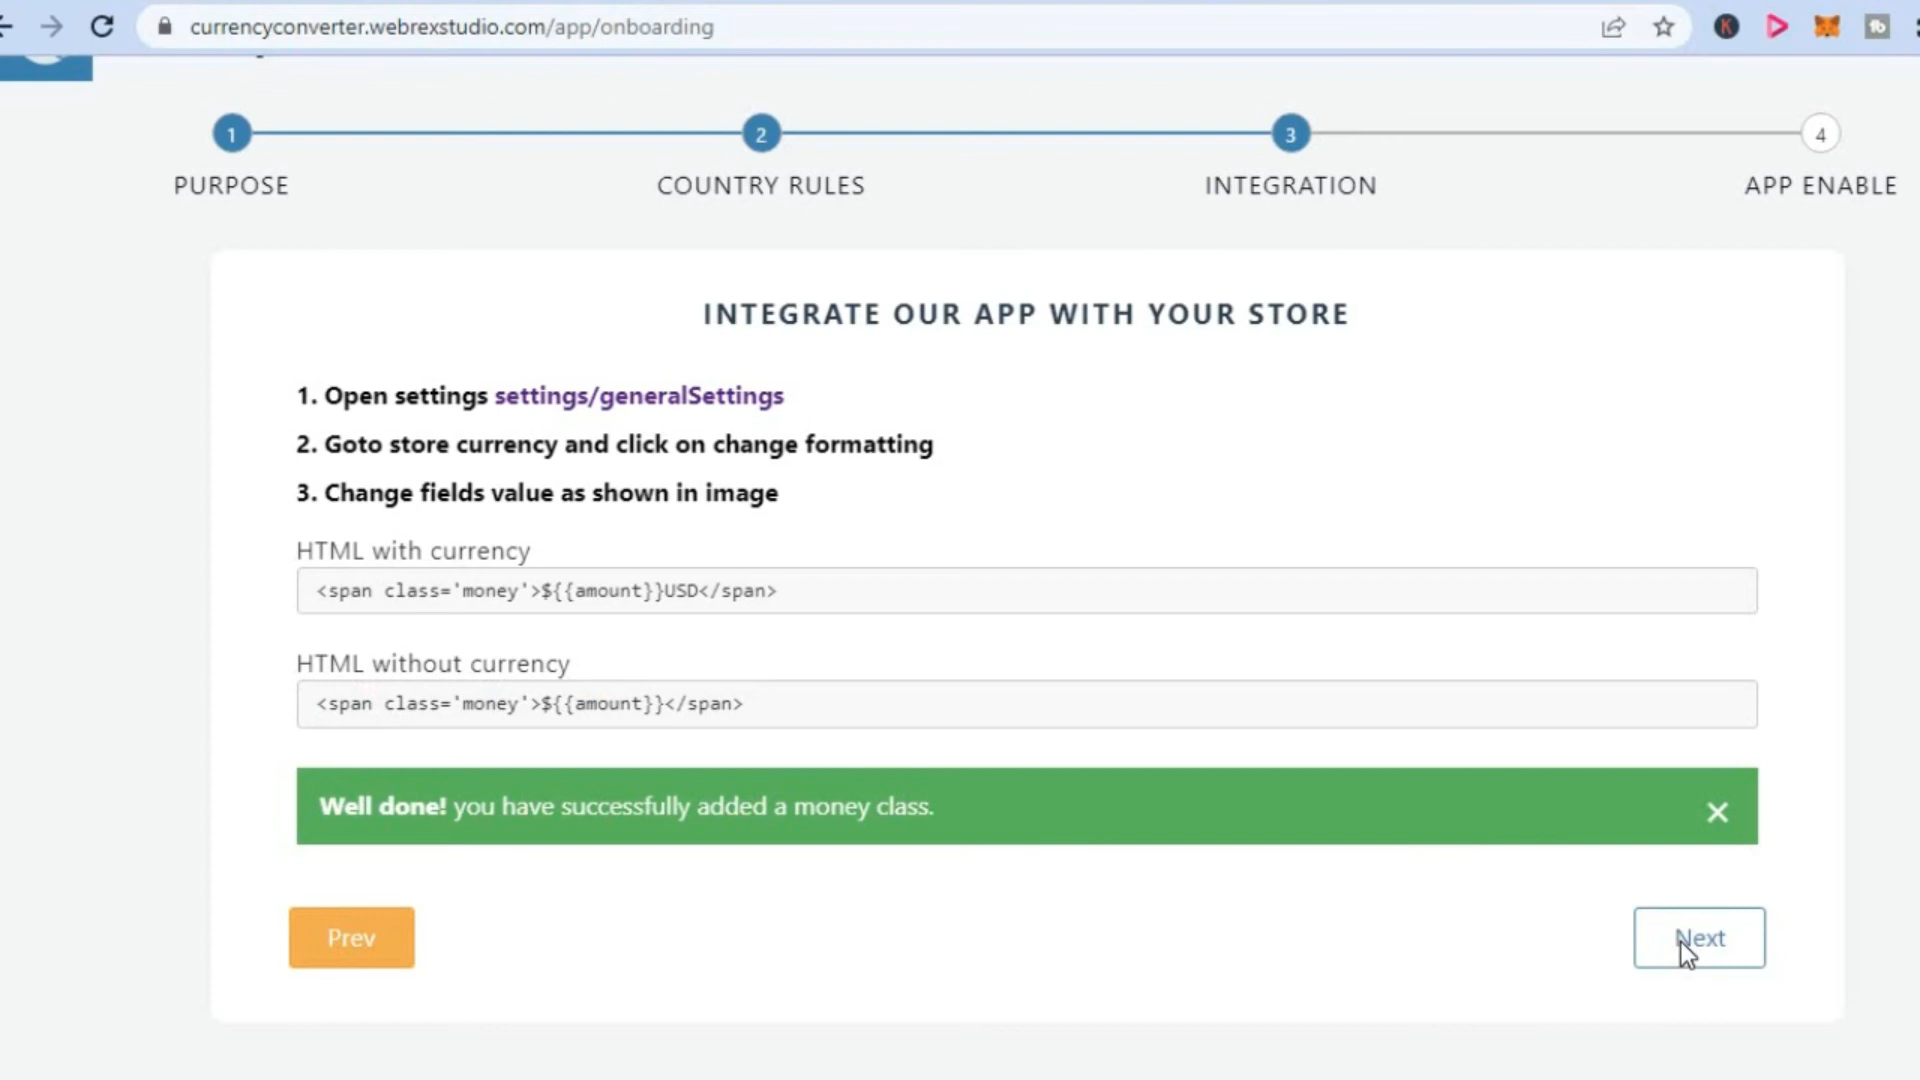 currencyconverter.webrexstudio.com/app/onboarding
K
tb
1
2
3
4
PURPOSE
COUNTRY RULES
INTEGRATION
APP ENABLE
INTEGRATE OUR APP WITH YOUR STORE
1. Open settings settings/generalSettings
2. Goto store currency and click on change formatting
3. Change fields value as shown in image
HTML with currency
<span class='money'>${{amount}}USD</span>
HTML without currency
<span class='money'>${{amount}}</span>
Well done! you have successfully added a money class.
Prev
Next